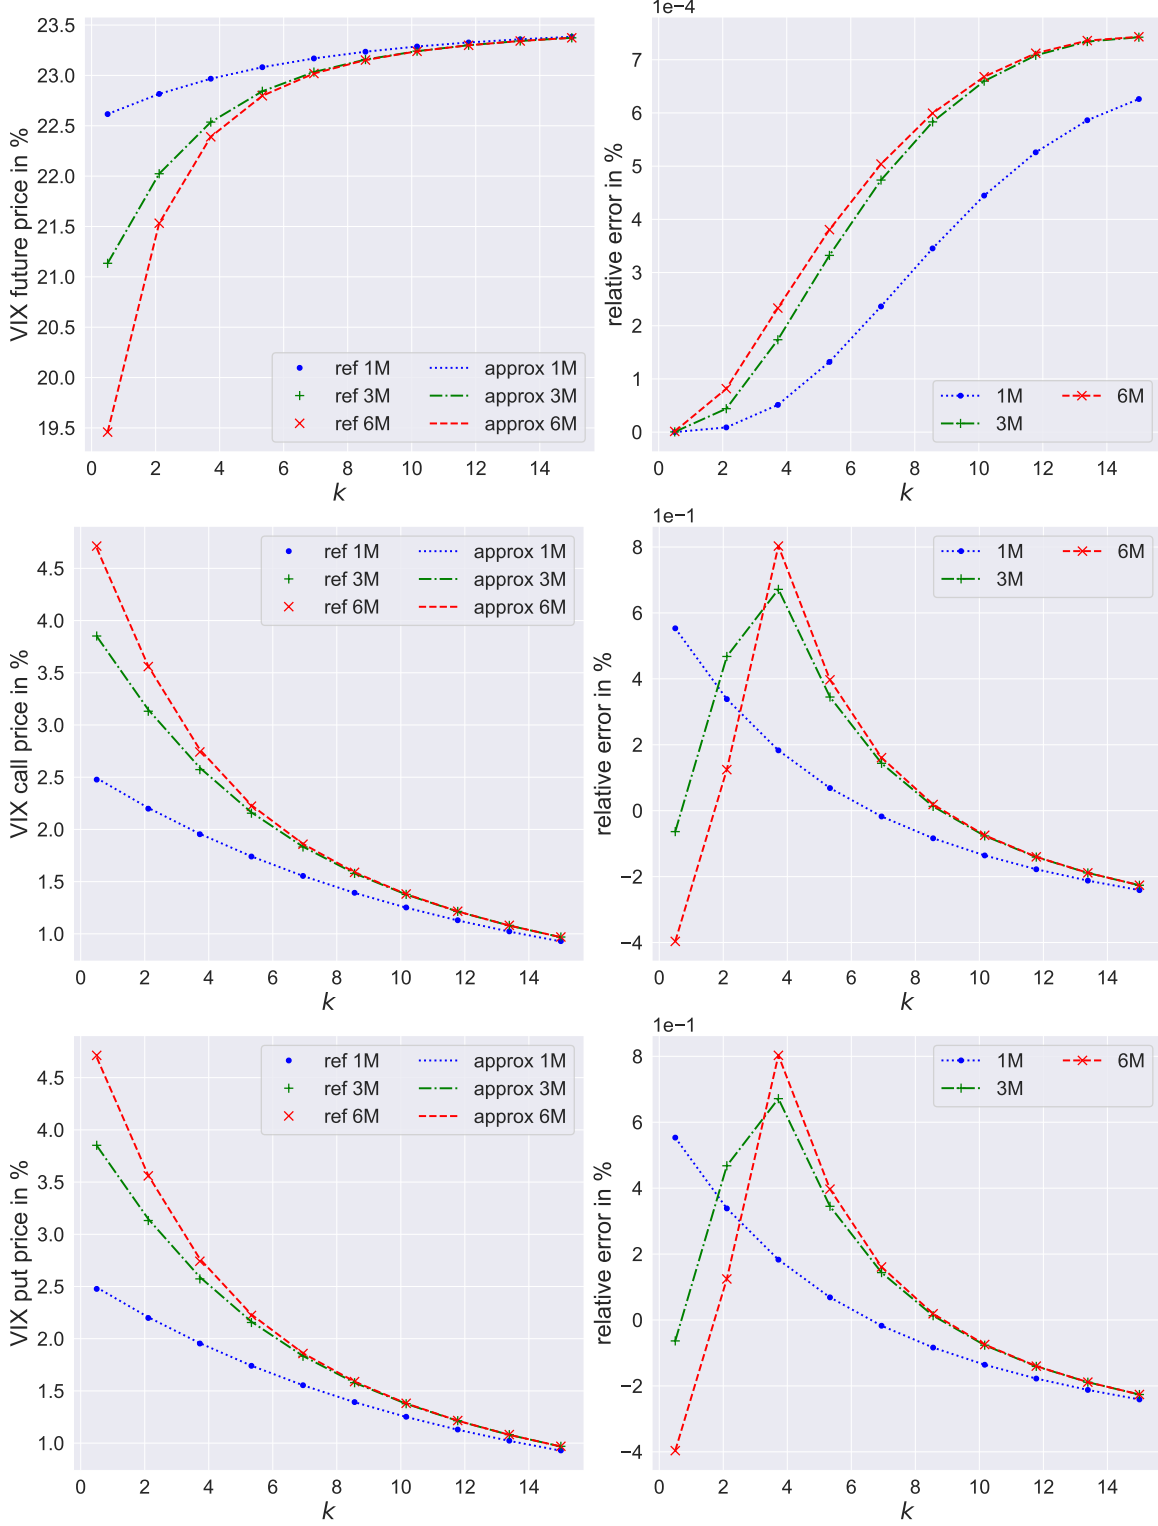 1e−4
23.5
23.0
22.5
22.0
21.5
21.0
20.5
20.0
19.5
VIX future price in %
ref 1M approx 1M
ref 3M approx 3M
ref 6M approx 6M
0 2 4 6 8 10 12 14
k
7
6
5
4
3
2
1
0
relative error in %
1M 6M
3M
0 2 4 6 8 10 12 14
k
4.5
4.0
3.5
3.0
2.5
2.0
1.5
1.0
VIX call price in %
ref 1M approx 1M
ref 3M approx 3M
ref 6M approx 6M
0 2 4 6 8 10 12 14
k
1e−1
8
6
4
2
0
−2
−4
relative error in %
1M 6M
3M
0 2 4 6 8 10 12 14
k
4.5
4.0
3.5
3.0
2.5
2.0
1.5
1.0
VIX put price in %
ref 1M approx 1M
ref 3M approx 3M
ref 6M approx 6M
0 2 4 6 8 10 12 14
k
1e−1
8
6
4
2
0
−2
−4
relative error in %
1M 6M
3M
0 2 4 6 8 10 12 14
k